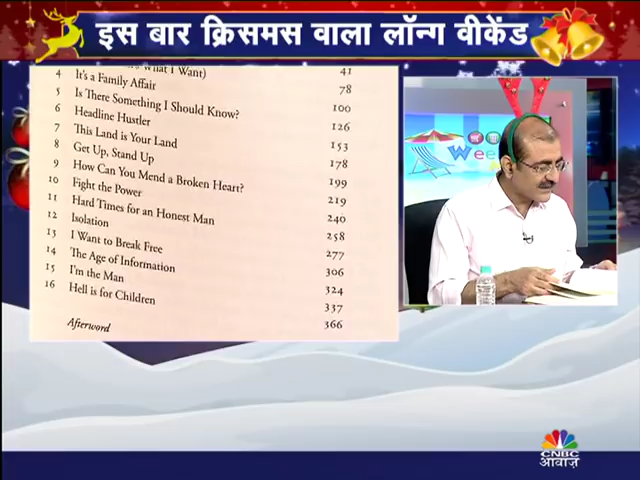 इस बार क्रिसमस वाला लॉन्ग वीकेंड
What I Want) 41
4 It's a Family Affair 78
5 Is There Something I Should Know? 100
6 Headline Hustler 126
7 This Land is Your Land 153
8 Get Up, Stand Up 178
9 How Can You Mend a Broken Heart? 199
10 Fight the Power 219
11 Hard Times for an Honest Man 240
12 Isolation 258
13 I Want to Break Free 277
14 The Age of Information 306
15 I'm the Man 324
16 Hell is for Children 337
Afterword 366
Wee
CNBC
आवाज़